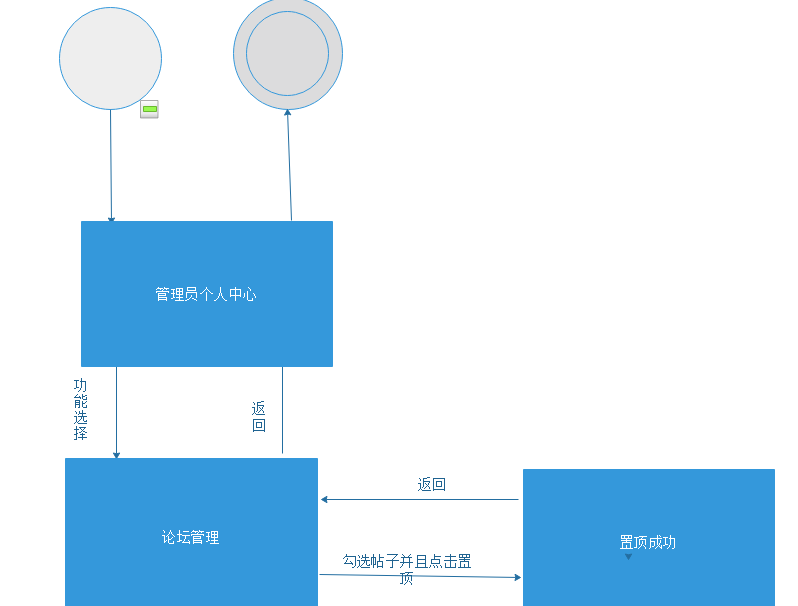 管理员个人中心
功
能
选
择
返
回
返回
论坛管理
置顶成功
勾选帖子并且点击置
顶